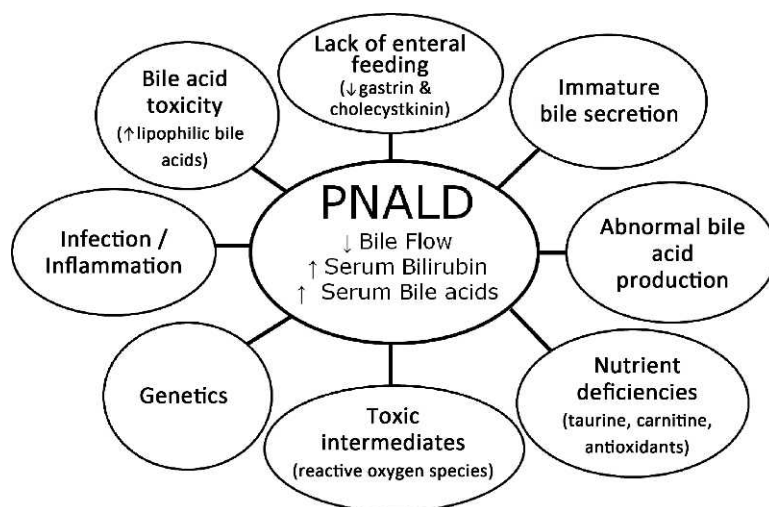 Lack of enteral
feeding
(↓gastrin &
cholecystkinin)
Bile acid
toxicity
(↑lipophilic bile
acids)
Immature
bile secretion
PNALD
↓ Bile Flow
↑ Serum Bilirubin
↑ Serum Bile acids
Infection /
Inflammation
Abnormal bile
acid
production
Genetics
Toxic
intermediates
(reactive oxygen species)
Nutrient
deficiencies
(taurine, carnitine,
antioxidants)